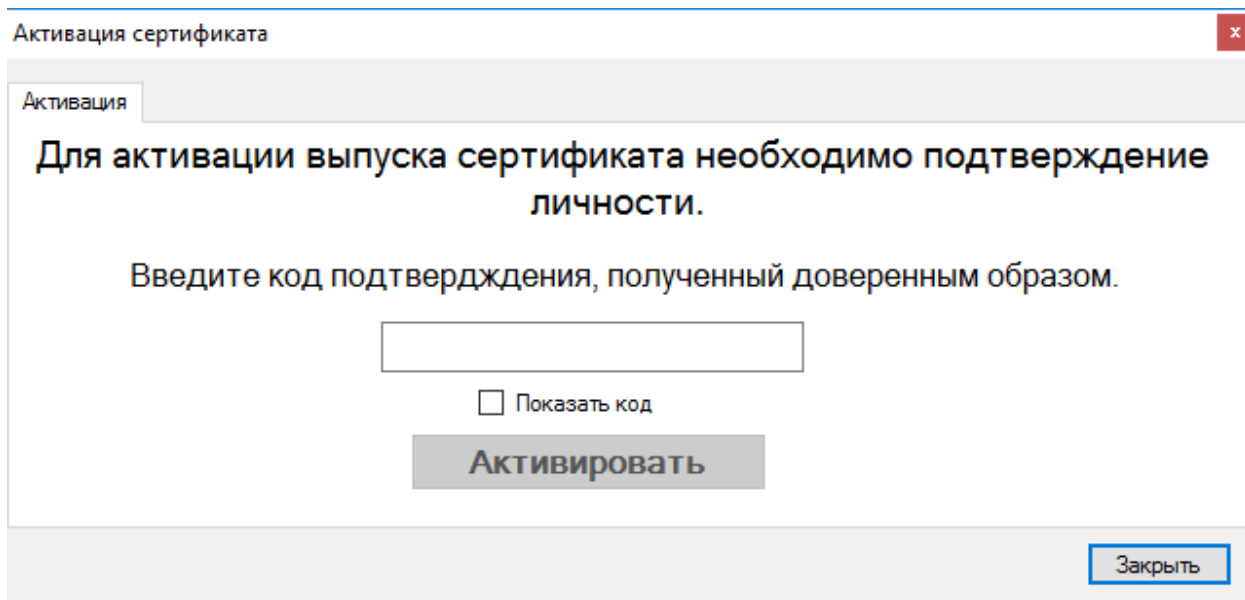 Активация сертификата
x
Активация
Для активации выпуска сертификата необходимо подтверждение
личности.
Введите код подтвердждения, полученный доверенным образом.
Показать код
Активировать
Закрыть